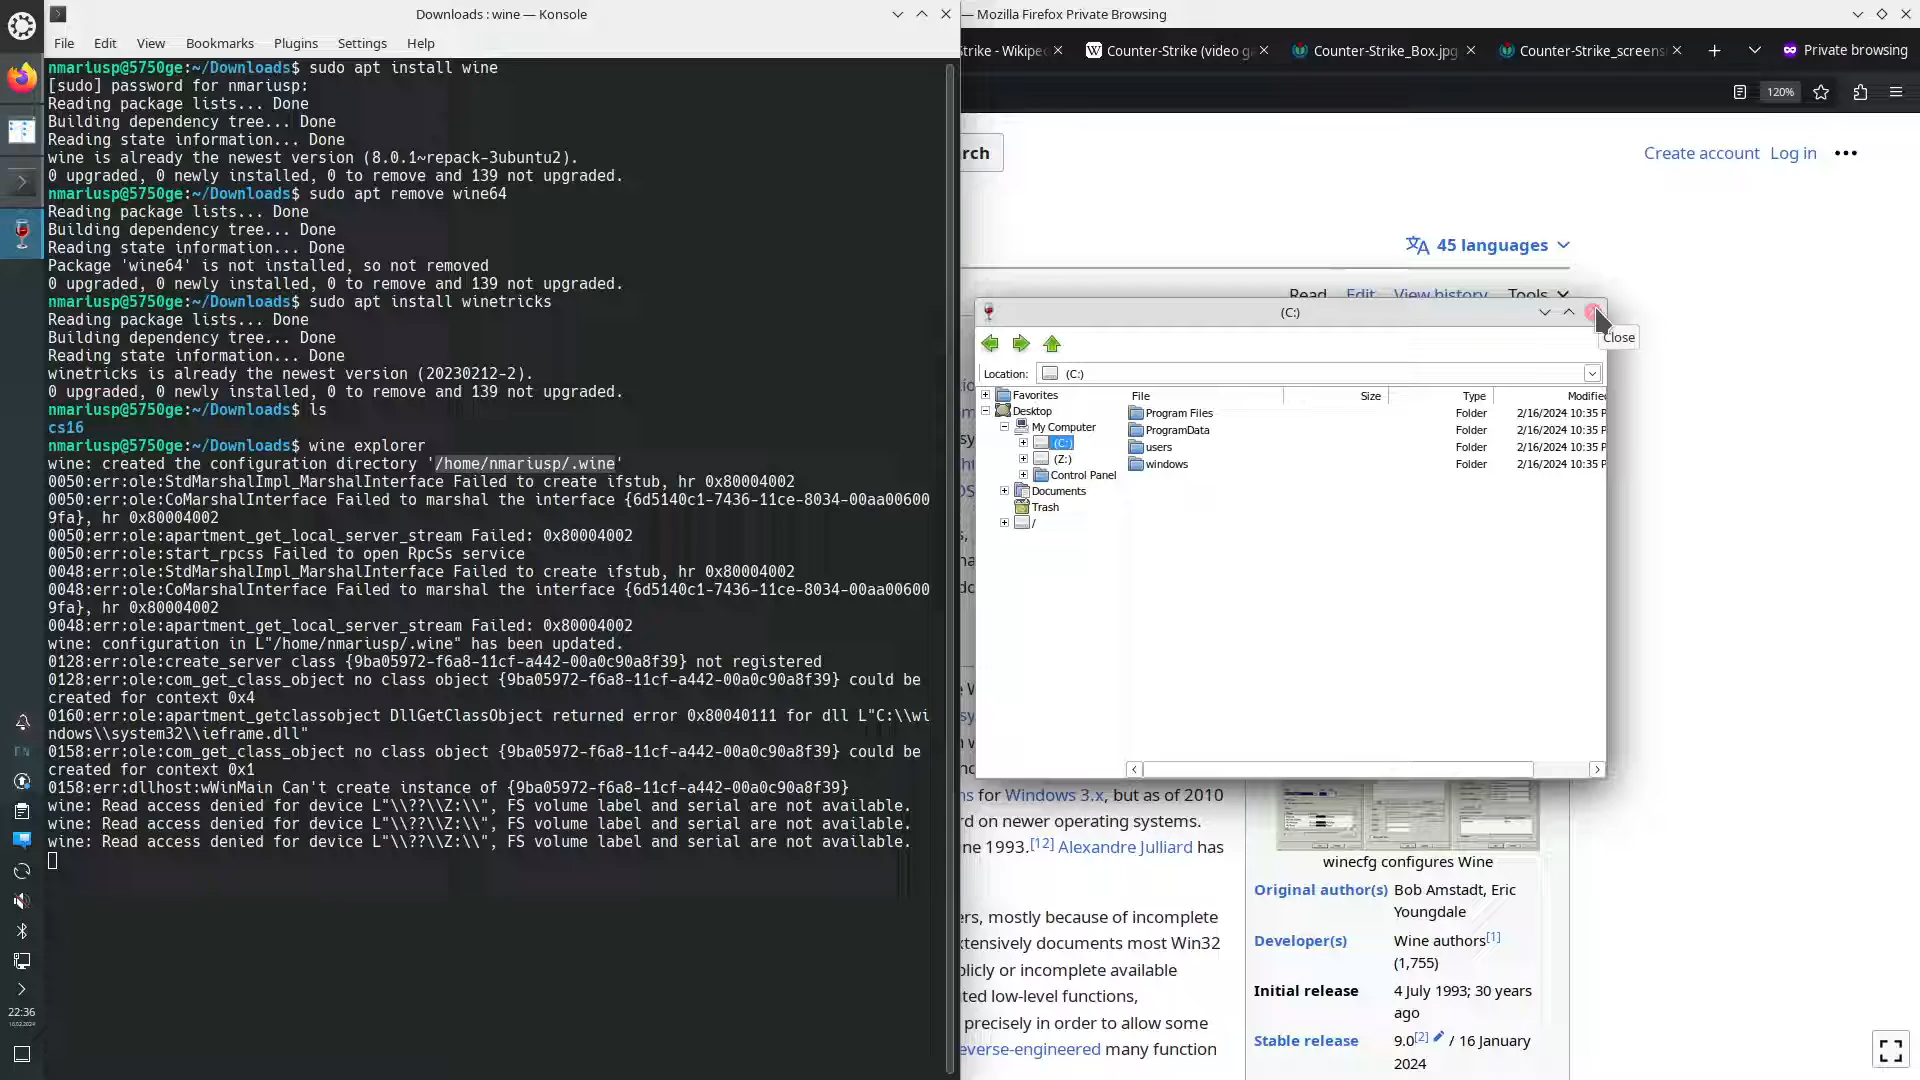 Downloads : wine — Konsole
File Edit View Bookmarks Plugins Settings Help
nmariusp@5750ge:~/Downloads$ sudo apt install wine
[sudo] password for nmariusp:
Reading package lists... Done
Building dependency tree... Done
Reading state information... Done
wine is already the newest version (8.0.1~repack-3ubuntu2).
0 upgraded, 0 newly installed, 0 to remove and 139 not upgraded.
nmariusp@5750ge:~/Downloads$ sudo apt remove wine64
Reading package lists... Done
Building dependency tree... Done
Reading state information... Done
Package 'wine64' is not installed, so not removed
0 upgraded, 0 newly installed, 0 to remove and 139 not upgraded.
nmariusp@5750ge:~/Downloads$ sudo apt install winetricks
Reading package lists... Done
Building dependency tree... Done
Reading state information... Done
winetricks is already the newest version (20230212-2).
0 upgraded, 0 newly installed, 0 to remove and 139 not upgraded.
nmariusp@5750ge:~/Downloads$ ls
cs16
nmariusp@5750ge:~/Downloads$ wine explorer
wine: created the configuration directory '/home/nmariusp/.wine'
0050:err:ole:StdMarshalImpl_MarshalInterface Failed to create ifstub, hr 0x80004002
0050:err:ole:CoMarshalInterface Failed to marshal the interface {6d5140c1-7436-11ce-8034-00aa00600
9fa}, hr 0x80004002
0050:err:ole:apartment_get_local_server_stream Failed: 0x80004002
0050:err:ole:start_rpcss Failed to open RpcSs service
0048:err:ole:StdMarshalImpl_MarshalInterface Failed to create ifstub, hr 0x80004002
0048:err:ole:CoMarshalInterface Failed to marshal the interface {6d5140c1-7436-11ce-8034-00aa00600
9fa}, hr 0x80004002
0048:err:ole:apartment_get_local_server_stream Failed: 0x80004002
wine: configuration in L"/home/nmariusp/.wine" has been updated.
0128:err:ole:create_server class {9ba05972-f6a8-11cf-a442-00a0c90a8f39} not registered
0128:err:ole:com_get_class_object no class object {9ba05972-f6a8-11cf-a442-00a0c90a8f39} could be
created for context 0x4
0160:err:ole:apartment_getclassobject DllGetClassObject returned error 0x80040111 for dll L"C:\\wi
ndows\\system32\\ieframe.dll"
0158:err:ole:com_get_class_object no class object {9ba05972-f6a8-11cf-a442-00a0c90a8f39} could be
created for context 0x1
0158:err:dllhost:wWinMain Can't create instance of {9ba05972-f6a8-11cf-a442-00a0c90a8f39}
wine: Read access denied for device L"\\??\\Z:\\", FS volume label and serial are not available.
wine: Read access denied for device L"\\??\\Z:\\", FS volume label and serial are not available.
wine: Read access denied for device L"\\??\\Z:\\", FS volume label and serial are not available.
EN
22:36
— Mozilla Firefox Private Browsing
Strike - Wikipe Counter-Strike (video ga Counter-Strike_Box.jpg Counter-Strike_screens Private browsing
120%
rch
Create account Log in
45 languages
Read Edit View history Tools
(C:)
Close
Location: (C:)
File Size Type Modified
Favorites
Desktop
My Computer
(C:)
(Z:)
Control Panel
Documents
Trash
/
Program Files Folder 2/16/2024 10:35 P
ProgramData Folder 2/16/2024 10:35 P
users Folder 2/16/2024 10:35 P
windows Folder 2/16/2024 10:35 P
ns for Windows 3.x, but as of 2010
rd on newer operating systems.
ne 1993.[12] Alexandre Julliard has
ers, mostly because of incomplete
xtensively documents most Win32
blicly or incomplete available
ted low-level functions,
precisely in order to allow some
everse-engineered many function
winecfg configures Wine
Original author(s) Bob Amstadt, Eric
Youngdale
Developer(s) Wine authors[1]
(1,755)
Initial release 4 July 1993; 30 years
ago
Stable release 9.0[2] / 16 January
2024